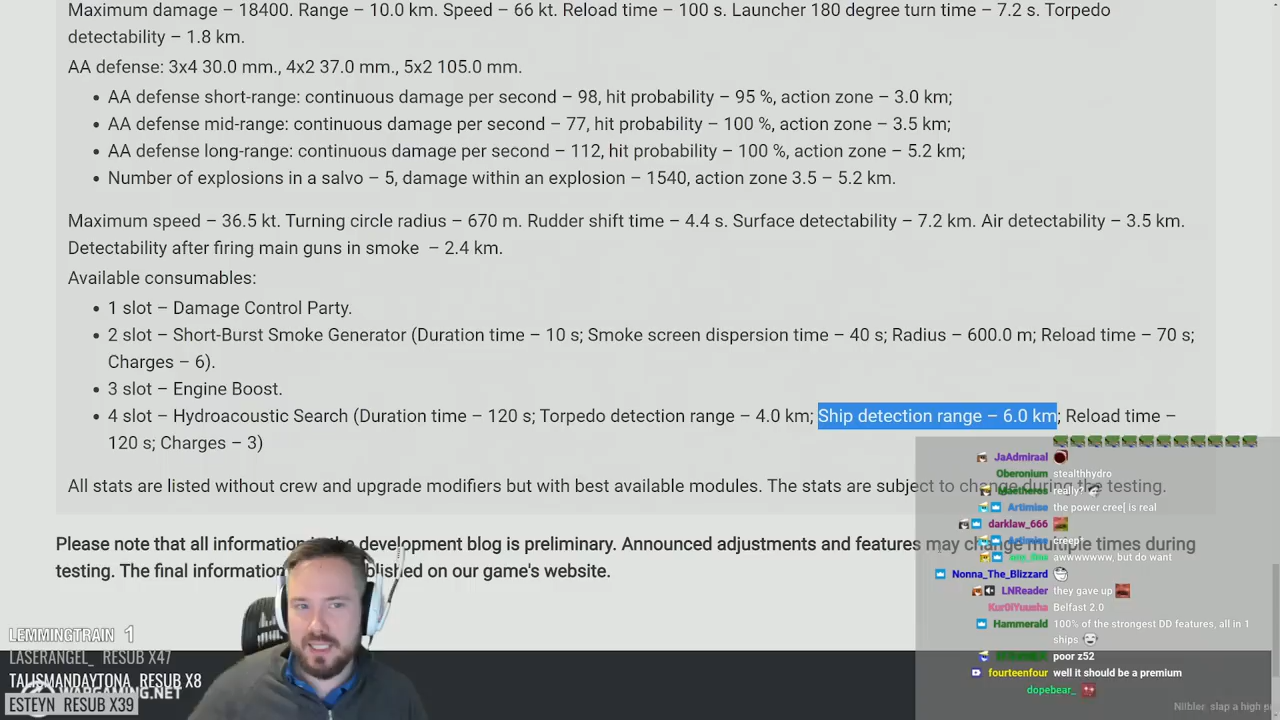 Maximum damage – 18400. Range – 10.0 km. Speed – 66 kt. Reload time – 100 s. Launcher 180 degree turn time – 7.2 s. Torpedo
detectability – 1.8 km.
AA defense: 3x4 30.0 mm., 4x2 37.0 mm., 5x2 105.0 mm.
• AA defense short-range: continuous damage per second – 98, hit probability – 95 %, action zone – 3.0 km;
• AA defense mid-range: continuous damage per second – 77, hit probability – 100 %, action zone – 3.5 km;
• AA defense long-range: continuous damage per second – 112, hit probability – 100 %, action zone – 5.2 km;
• Number of explosions in a salvo – 5, damage within an explosion – 1540, action zone 3.5 – 5.2 km.
Maximum speed – 36.5 kt. Turning circle radius – 670 m. Rudder shift time – 4.4 s. Surface detectability – 7.2 km. Air detectability – 3.5 km.
Detectability after firing main guns in smoke – 2.4 km.
Available consumables:
• 1 slot – Damage Control Party.
• 2 slot – Short-Burst Smoke Generator (Duration time – 10 s; Smoke screen dispersion time – 40 s; Radius – 600.0 m; Reload time – 70 s;
Charges – 6).
• 3 slot – Engine Boost.
• 4 slot – Hydroacoustic Search (Duration time – 120 s; Torpedo detection range – 4.0 km; Ship detection range – 6.0 km; Reload time –
120 s; Charges – 3)
All stats are listed without crew and upgrade modifiers but with best available modules. The stats are subject to change during the testing.
Please note that all information the development blog is preliminary. Announced adjustments and features may change multiple times during
testing. The final information on our game's website.
JaAdmiraal
Oberonium stealthhydro
Maetheros really?
Artimise the power cree[ is real
darklaw_666
Artimise creep*
awwwwwww, but do want
Nonna_The_Blizzard
LNReader they gave up
Kur0iYuusha Belfast 2.0
Hammerald 100% of the strongest DD features, all in 1
ships
poor z52
fourteenfour well it should be a premium
dopebear_
LEMMINGTRAIN 1
LASERANGEL_ RESUB X47
TALISMANDAYTONA_ RESUB X8
ESTEYN_ RESUB X39
WARGAMING.NET
Nilbler slap a high